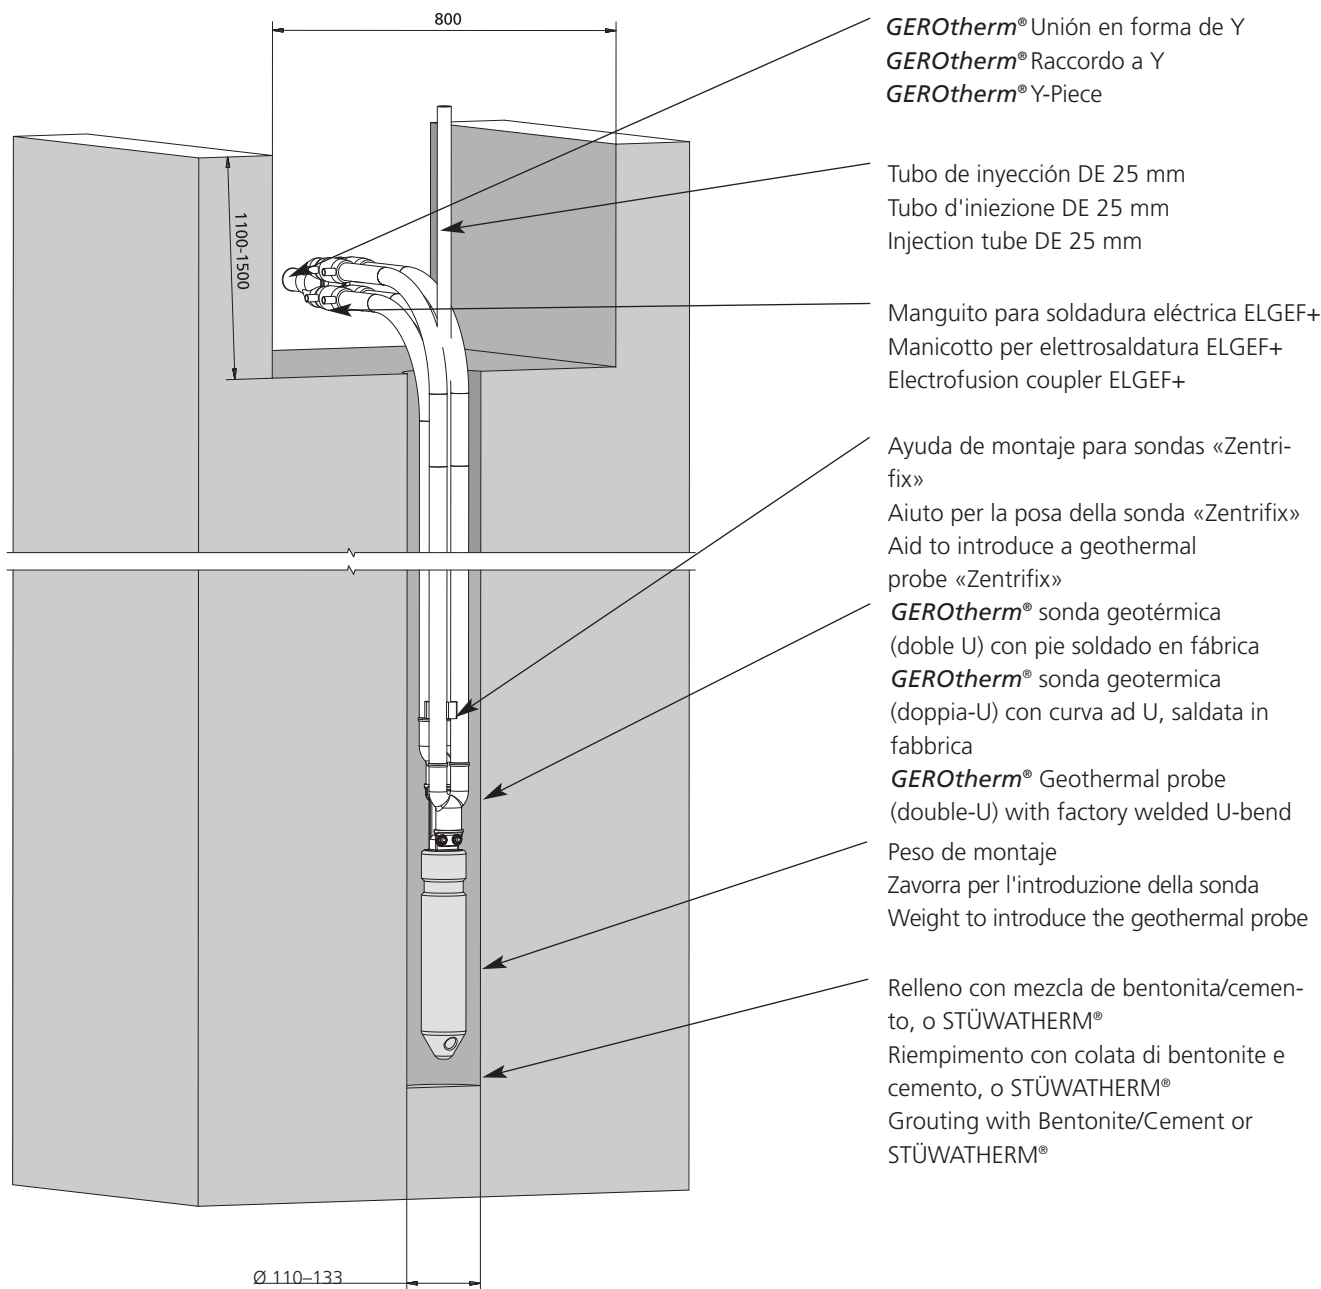 800
GEROtherm® Unión en forma de Y
GEROtherm® Raccordo a Y
GEROtherm® Y-Piece
Tubo de inyección DE 25 mm
Tubo d'iniezione DE 25 mm
Injection tube DE 25 mm
1100-1500
Manguito para soldadura eléctrica ELGEF+
Manicotto per elettrosaldatura ELGEF+
Electrofusion coupler ELGEF+
Ayuda de montaje para sondas «Zentri-
fix»
Aiuto per la posa della sonda «Zentrifix»
Aid to introduce a geothermal
probe «Zentrifix»
GEROtherm® sonda geotérmica
(doble U) con pie soldado en fábrica
GEROtherm® sonda geotermica
(doppia-U) con curva ad U, saldata in
fabbrica
GEROtherm® Geothermal probe
(double-U) with factory welded U-bend
Peso de montaje
Zavorra per l'introduzione della sonda
Weight to introduce the geothermal probe
Relleno con mezcla de bentonita/cemen-
to, o STÜWATHERM®
Riempimento con colata di bentonite e
cemento, o STÜWATHERM®
Grouting with Bentonite/Cement or
STÜWATHERM®
Ø 110–133